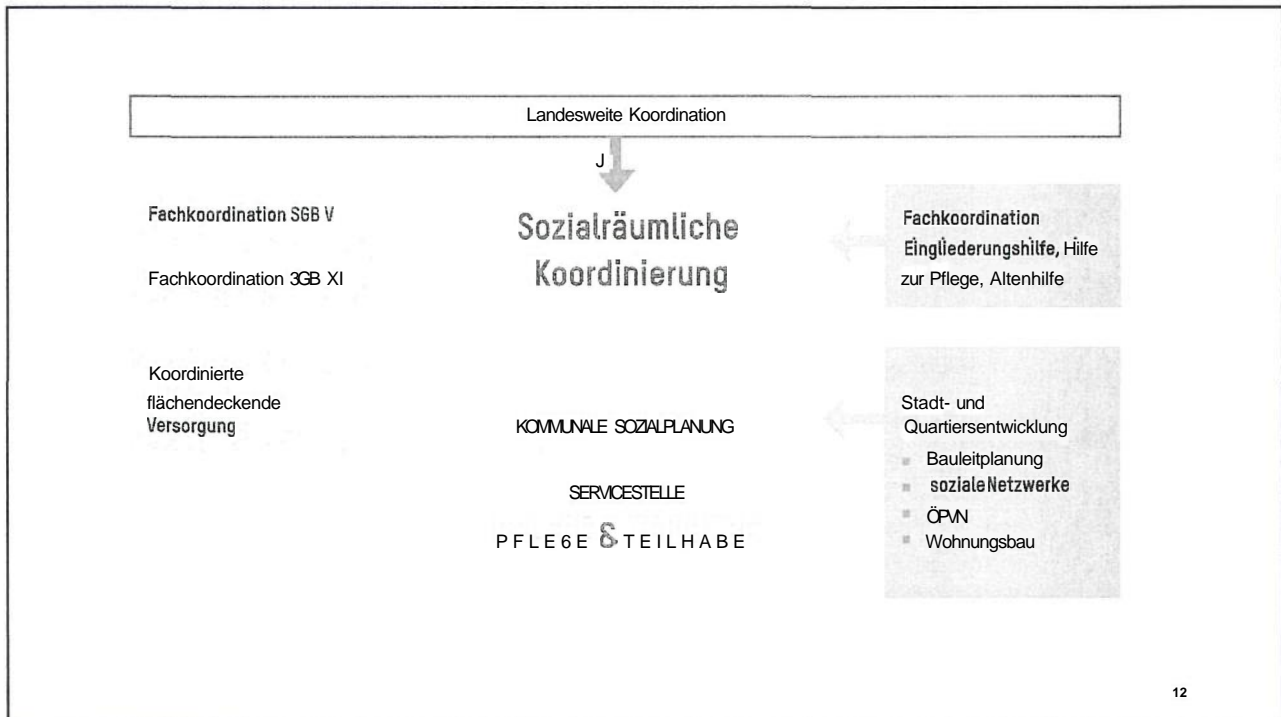 Landesweite Koordination
J
Fachkoordination SGB V
Fachkoordination 3GB XI
Sozialräumliche
Koordinierung
Fachkoordination
Eingliederungshilfe, Hilfe
zur Pflege, Altenhilfe
Koordinierte
flächendeckende
Versorgung
KOMMUNALE SOZIALPLANUNG
SERVICESTELLE
PFLE6E & TEILHABE
Stadt- und
Quartiersentwicklung
Bauleitplanung
soziale Netzwerke
ÖPVN
Wohnungsbau
12